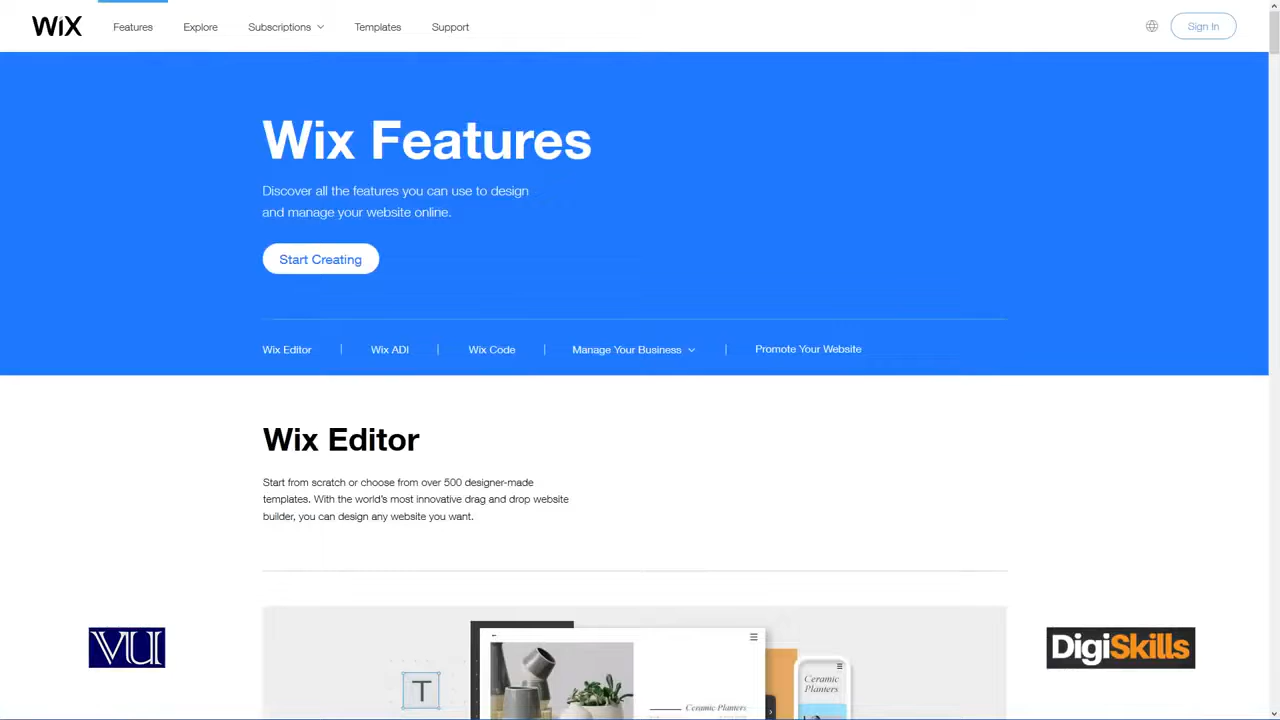 WiX
Features
Explore
Subscriptions
Templates
Support
Sign In
Wix Features
Discover all the features you can use to design
and manage your website online.
Start Creating
Wix Editor
Wix ADI
Wix Code
Manage Your Business
Promote Your Website
Wix Editor
Start from scratch or choose from over 500 designer-made
templates. With the world's most innovative drag and drop website
builder, you can design any website you want.
VU
DigiSkills
T
Ceramic
Planters
Ceramic Planters